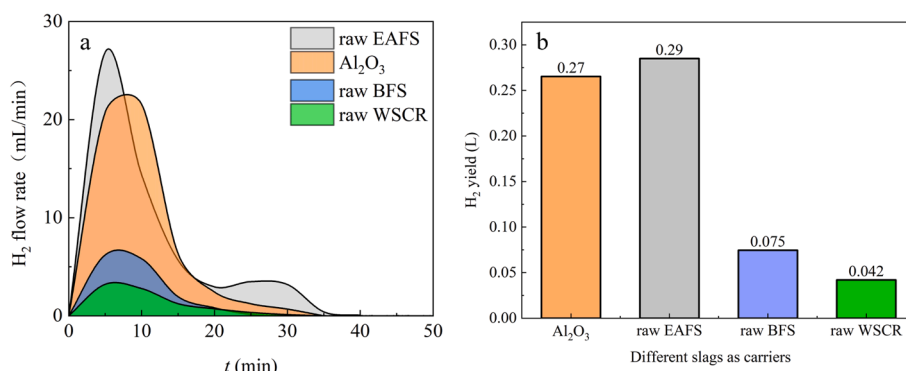 a
raw EAFS
Al₂O₃
raw BFS
raw WSCR
H₂ flow rate（mL/min）
30
20
10
0
0 10 20 30 40 50
t (min)
b
H₂ yield (L)
0.30
0.25
0.20
0.15
0.10
0.05
0.00
0.27
0.29
0.075
0.042
Al₂O₃ raw EAFS raw BFS raw WSCR
Different slags as carriers